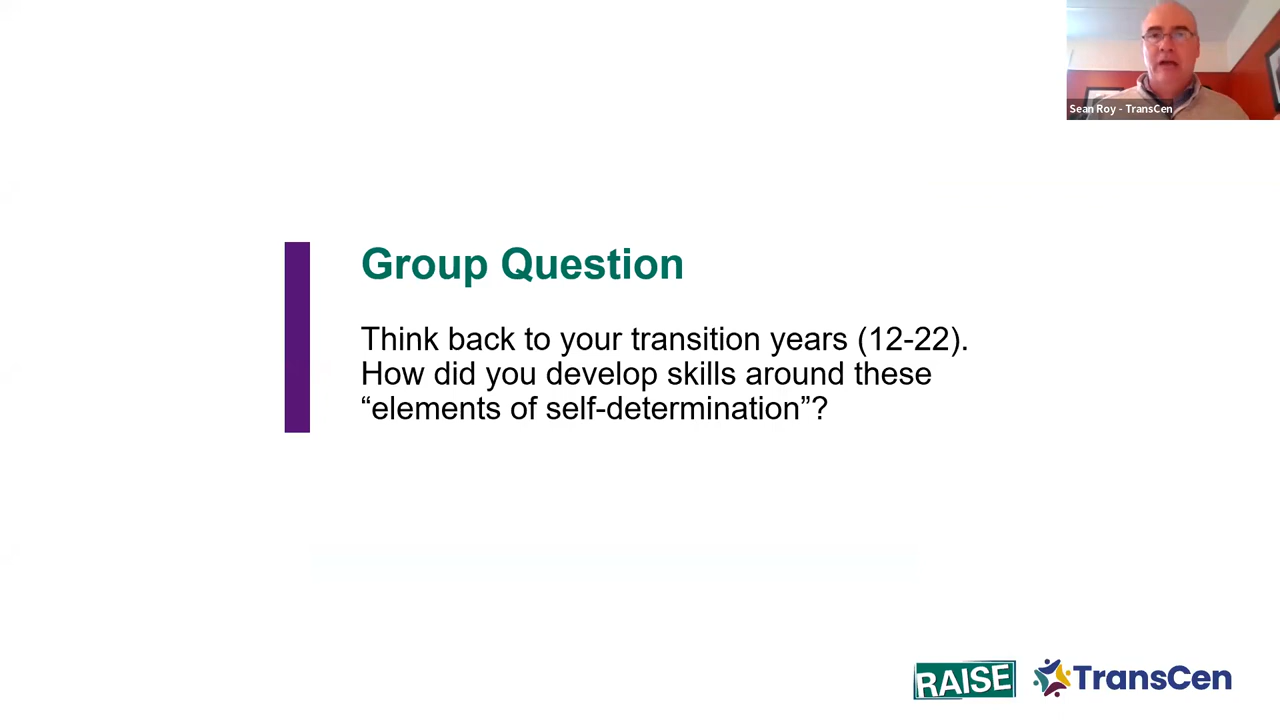 Sean Roy - TransCen
Group Question
Think back to your transition years (12-22).
How did you develop skills around these
“elements of self-determination”?
RAISE
TransCen